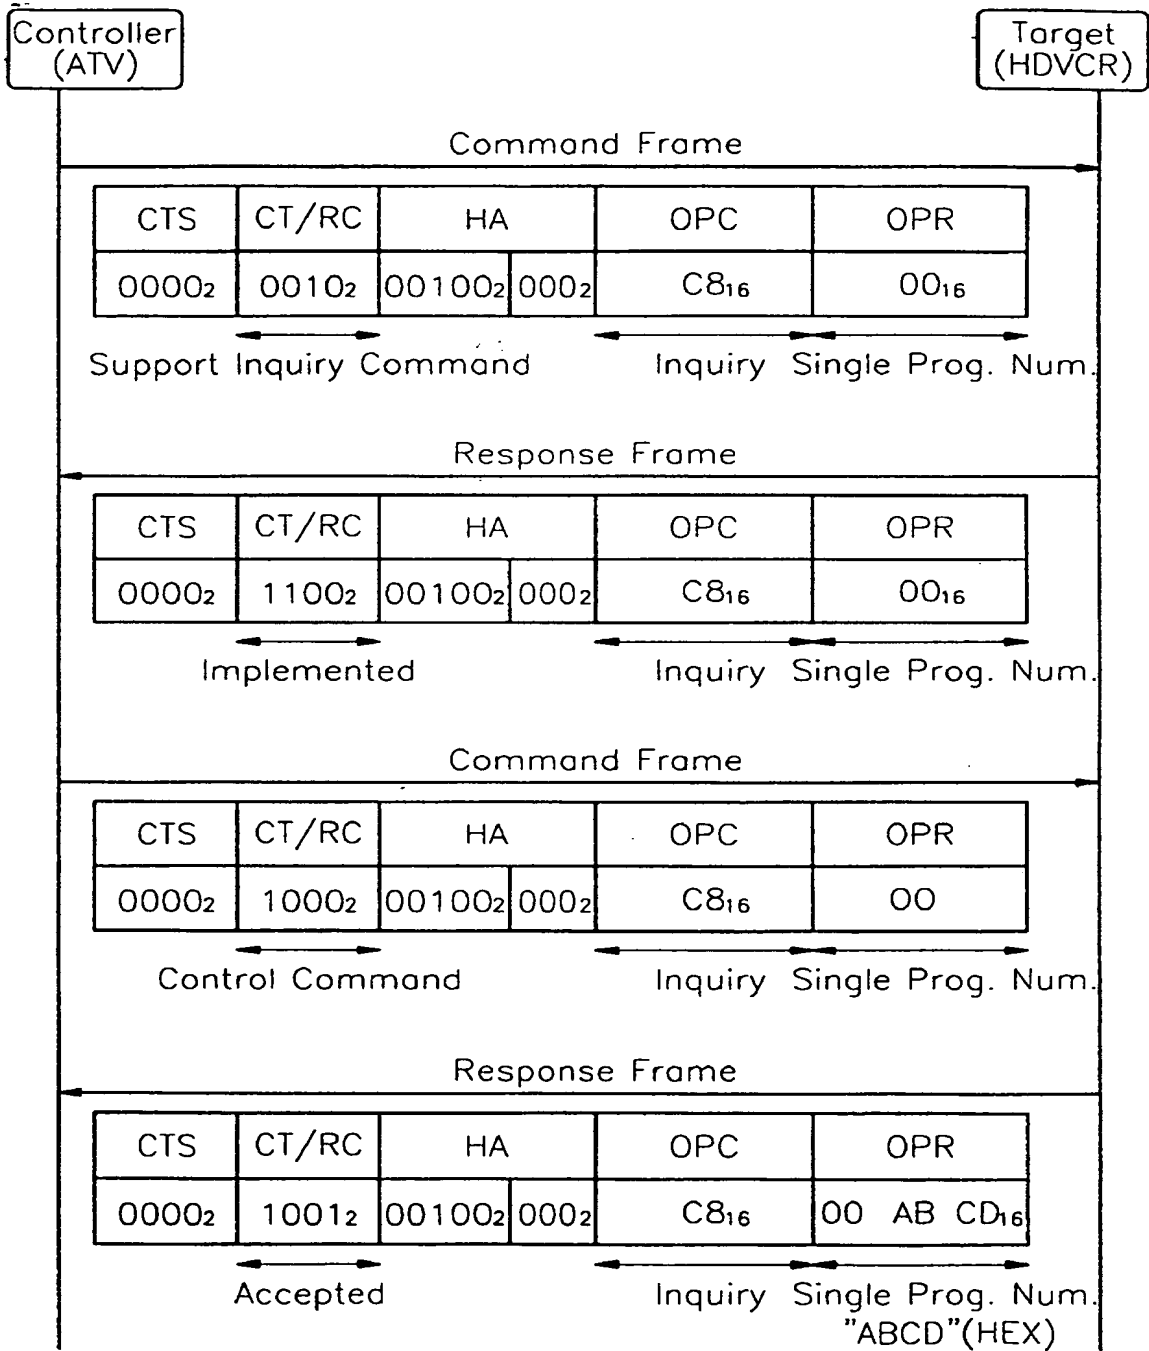 Controller
(ATV)
Target
(HDVCR)
Command Frame
CTS CT/RC HA OPC OPR
0000₂ 0010₂ 00100₂ 000₂ C8₁₆ 00₁₆
Support Inquiry Command Inquiry Single Prog. Num.
Response Frame
CTS CT/RC HA OPC OPR
0000₂ 1100₂ 00100₂ 000₂ C8₁₆ 00₁₆
Implemented Inquiry Single Prog. Num.
Command Frame
CTS CT/RC HA OPC OPR
0000₂ 1000₂ 00100₂ 000₂ C8₁₆ 00
Control Command Inquiry Single Prog. Num.
Response Frame
CTS CT/RC HA OPC OPR
0000₂ 1001₂ 00100₂ 000₂ C8₁₆ 00 AB CD₁₆
Accepted Inquiry Single Prog. Num.
"ABCD"(HEX)